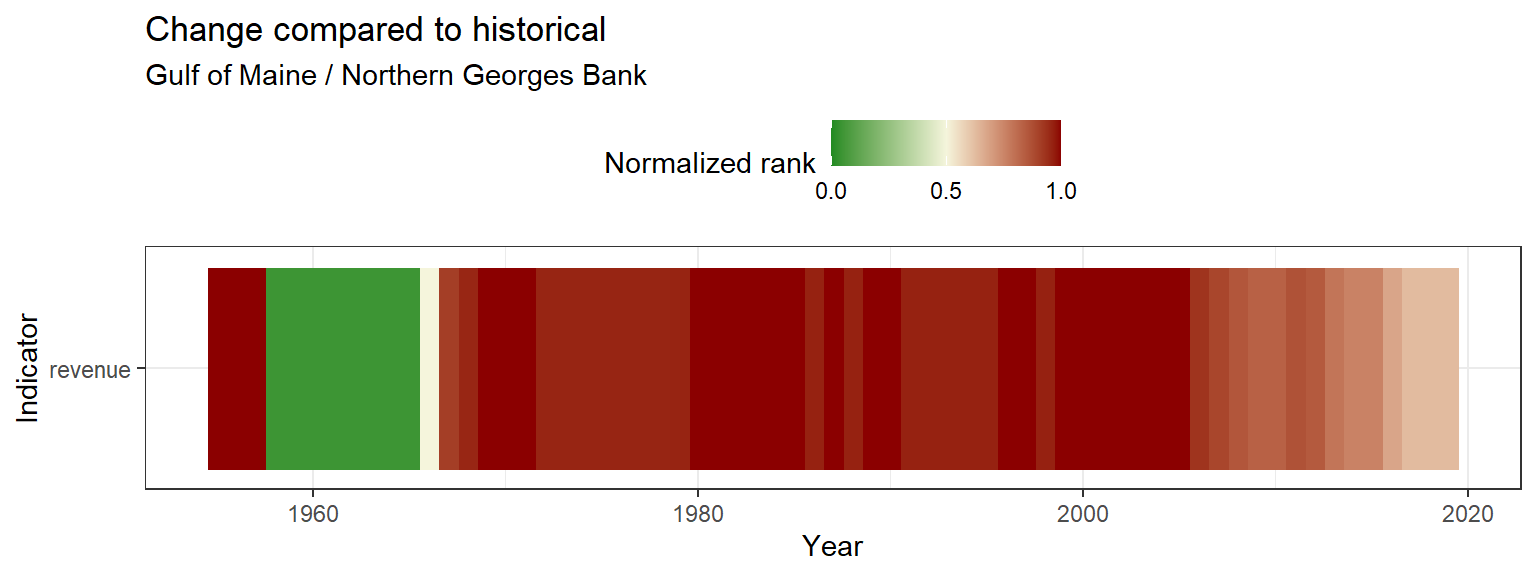 Change compared to historical
Gulf of Maine / Northern Georges Bank
Normalized rank
0.0 0.5 1.0
Indicator
revenue
1960 1980 2000 2020
Year